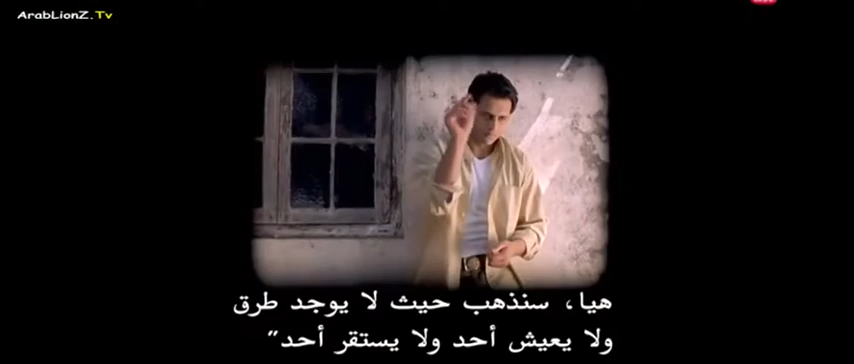 ArabLionZ.Tv
هيا، سنذهب حيث لا يوجد طرق
ولا يعيش أحد ولا يستقر أحد"